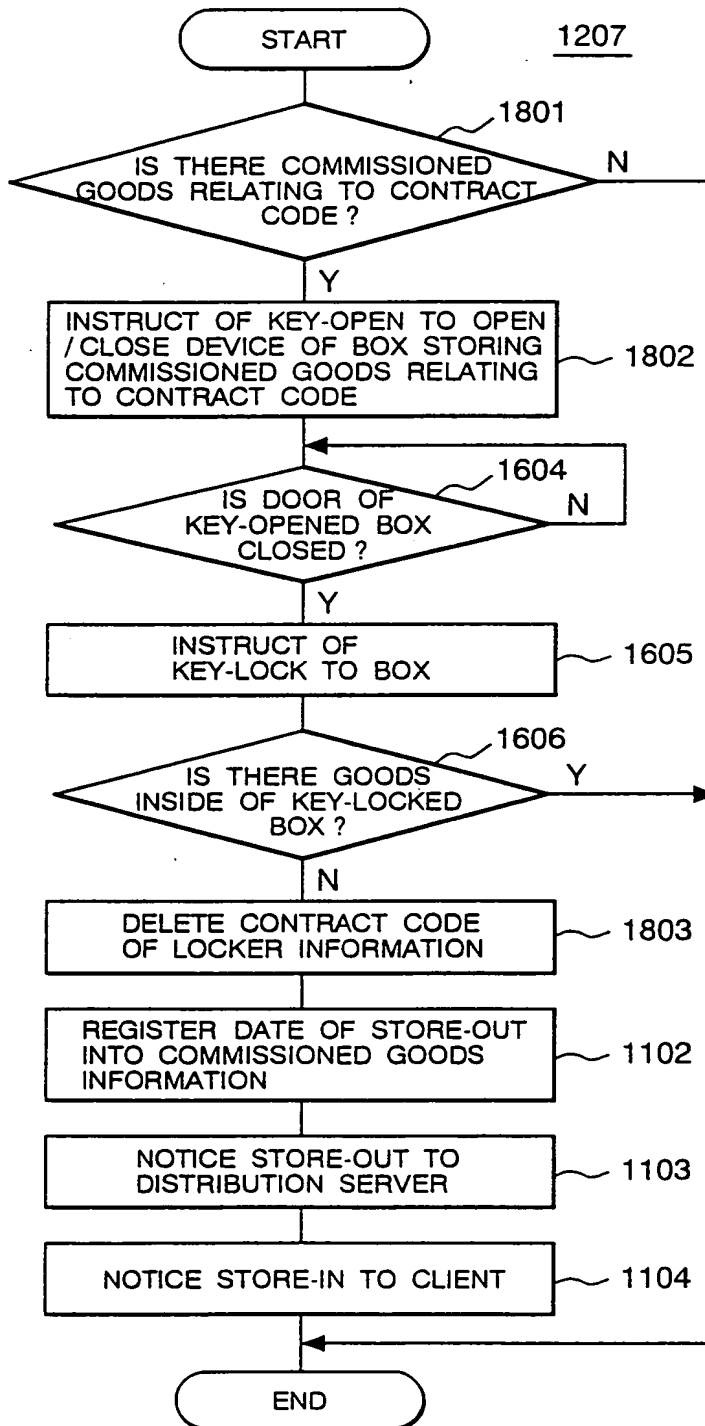 START
1207
1801
IS THERE COMMISSIONED
GOODS RELATING TO CONTRACT
CODE ?
N
Y
INSTRUCT OF KEY-OPEN TO OPEN
/CLOSE DEVICE OF BOX STORING
COMMISSIONED GOODS RELATING
TO CONTRACT CODE
1802
1604
IS DOOR OF
KEY-OPENED BOX
CLOSED ?
N
Y
INSTRUCT OF
KEY-LOCK TO BOX
1605
1606
IS THERE GOODS
INSIDE OF KEY-LOCKED
BOX ?
Y
N
DELETE CONTRACT CODE
OF LOCKER INFORMATION
1803
REGISTER DATE OF STORE-OUT
INTO COMMISSIONED GOODS
INFORMATION
1102
NOTICE STORE-OUT TO
DISTRIBUTION SERVER
1103
NOTICE STORE-IN TO CLIENT
1104
END